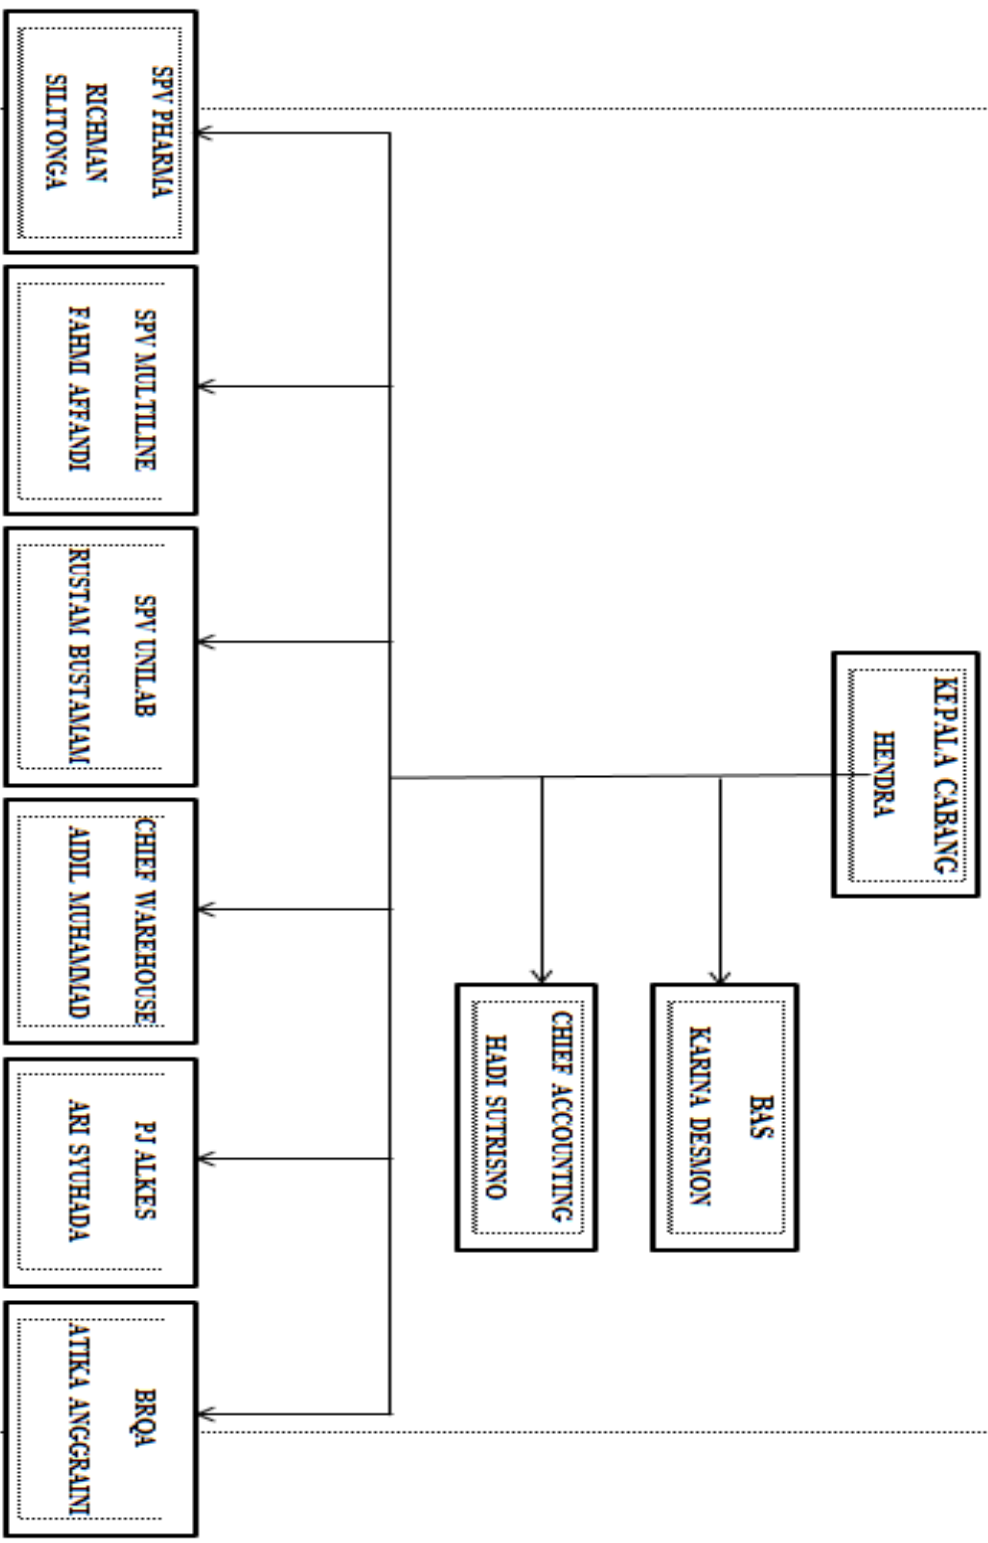 KEPALA CABANG
HENDRA
BAS
KARINA DESMON
CHIEF ACCOUNTING
HADI SUTRISNO
SPV PHARMA
RICHMAN
SILITONGA
SPV MULTILINE
FAHMI AFFANDI
SPV UNILAB
RUSTAM BUSTAMAM
CHIEF WAREHOUSE
AIDIL MUHAMMAD
PJ ALKES
ARI SYUHADA
BRQA
ATIKA ANGGRAINI